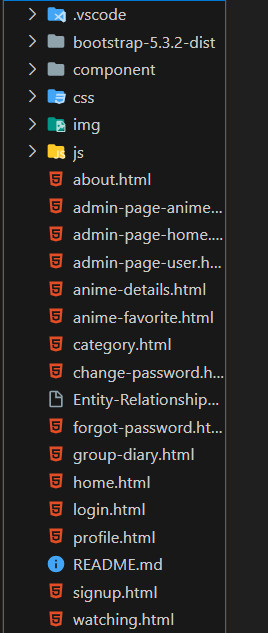 .vscode
bootstrap-5.3.2-dist
component
css
img
js
about.html
admin-page-anime...
admin-page-home....
admin-page-user.h...
anime-details.html
anime-favorite.html
category.html
change-password.h...
Entity-Relationship...
forgot-password.ht...
group-diary.html
home.html
login.html
profile.html
README.md
signup.html
watching.html